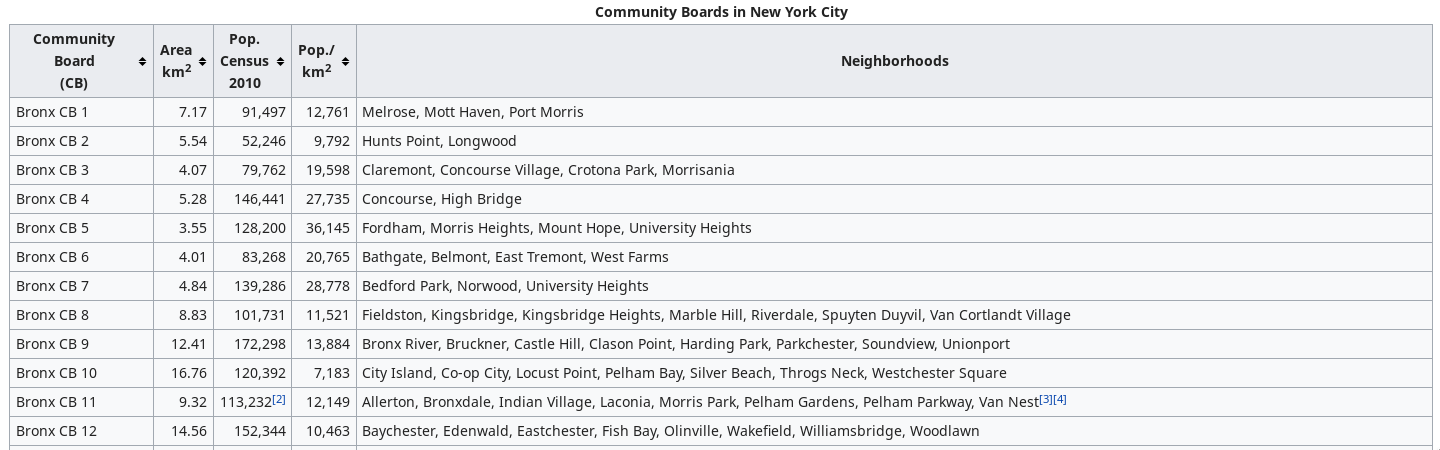 Community Boards in New York City
Community Board (CB) Area km2 Pop. Census 2010 Pop./ km2 Neighborhoods
Bronx CB 1 7.17 91,497 12,761 Melrose, Mott Haven, Port Morris
Bronx CB 2 5.54 52,246 9,792 Hunts Point, Longwood
Bronx CB 3 4.07 79,762 19,598 Claremont, Concourse Village, Crotona Park, Morrisania
Bronx CB 4 5.28 146,441 27,735 Concourse, High Bridge
Bronx CB 5 3.55 128,200 36,145 Fordham, Morris Heights, Mount Hope, University Heights
Bronx CB 6 4.01 83,268 20,765 Bathgate, Belmont, East Tremont, West Farms
Bronx CB 7 4.84 139,286 28,778 Bedford Park, Norwood, University Heights
Bronx CB 8 8.83 101,731 11,521 Fieldston, Kingsbridge, Kingsbridge Heights, Marble Hill, Riverdale, Spuyten Duyvil, Van Cortlandt Village
Bronx CB 9 12.41 172,298 13,884 Bronx River, Bruckner, Castle Hill, Clason Point, Harding Park, Parkchester, Soundview, Unionport
Bronx CB 10 16.76 120,392 7,183 City Island, Co-op City, Locust Point, Pelham Bay, Silver Beach, Throgs Neck, Westchester Square
Bronx CB 11 9.32 113,232[2] 12,149 Allerton, Bronxdale, Indian Village, Laconia, Morris Park, Pelham Gardens, Pelham Parkway, Van Nest[3][4]
Bronx CB 12 14.56 152,344 10,463 Baychester, Edenwald, Eastchester, Fish Bay, Olinville, Wakefield, Williamsbridge, Woodlawn